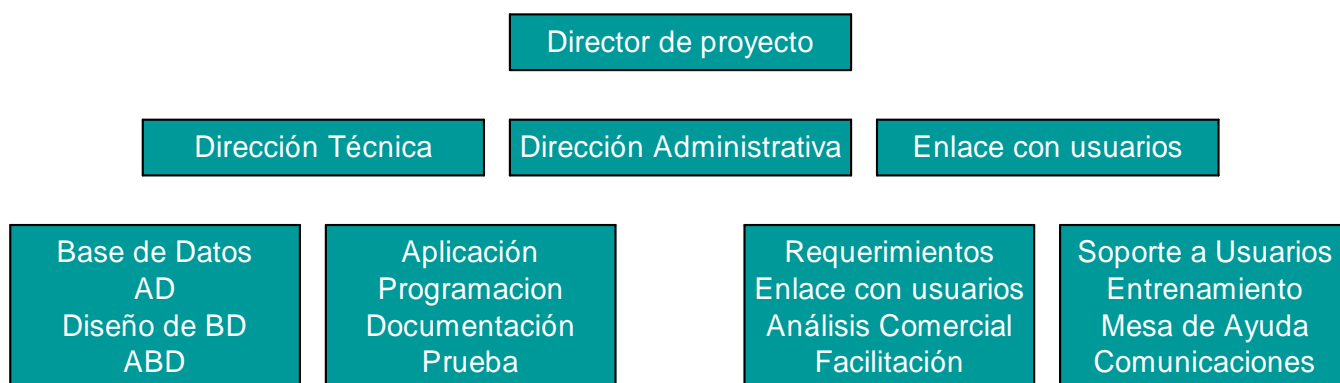 Director de proyecto
Dirección Técnica
Dirección Administrativa
Enlace con usuarios
Base de Datos
AD
Diseño de BD
ABD
Aplicación
Programacion
Documentación
Prueba
Requerimientos
Enlace con usuarios
Análisis Comercial
Facilitación
Soporte a Usuarios
Entrenamiento
Mesa de Ayuda
Comunicaciones